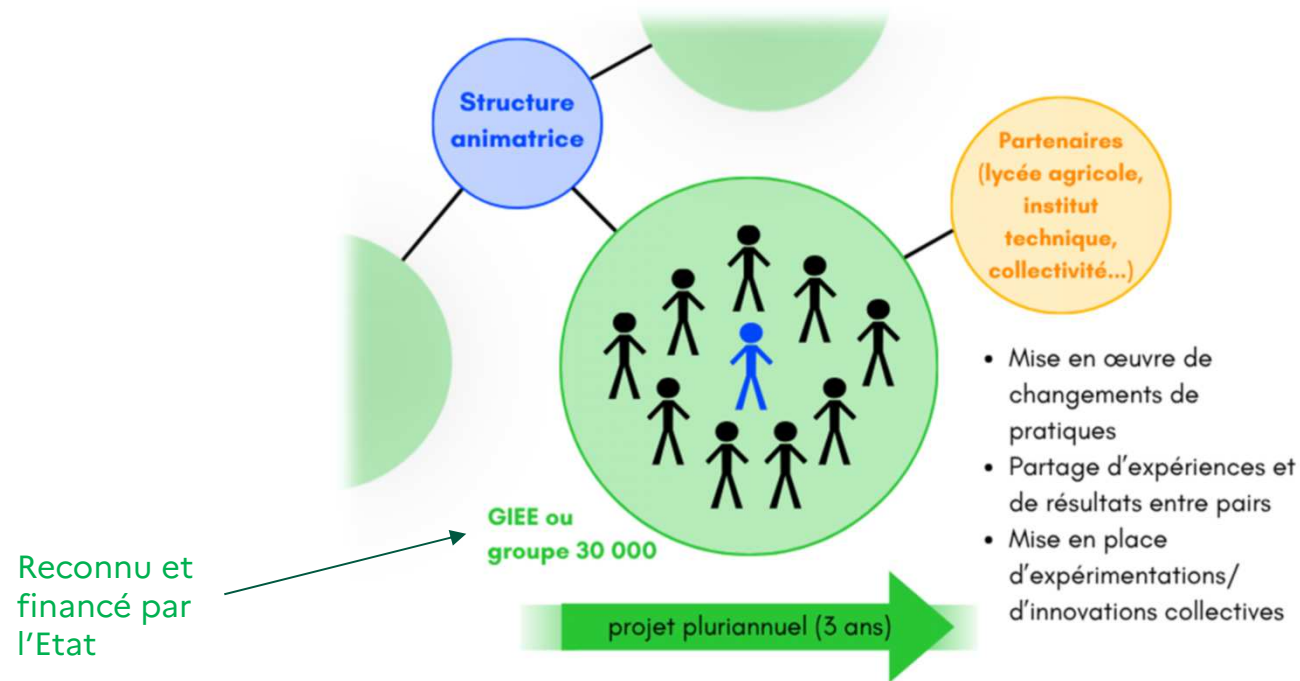 Structure
animatrice
Partenaires
(lycée agricole,
institut
technique,
collectivité...)
• Mise en œuvre de
changements de
pratiques
• Partage d'expériences et
de résultats entre pairs
• Mise en place
d'expérimentations/
d'innovations collectives
GIEE ou
groupe 30 000
Reconnu et
financé par
l'Etat
projet pluriannuel (3 ans)